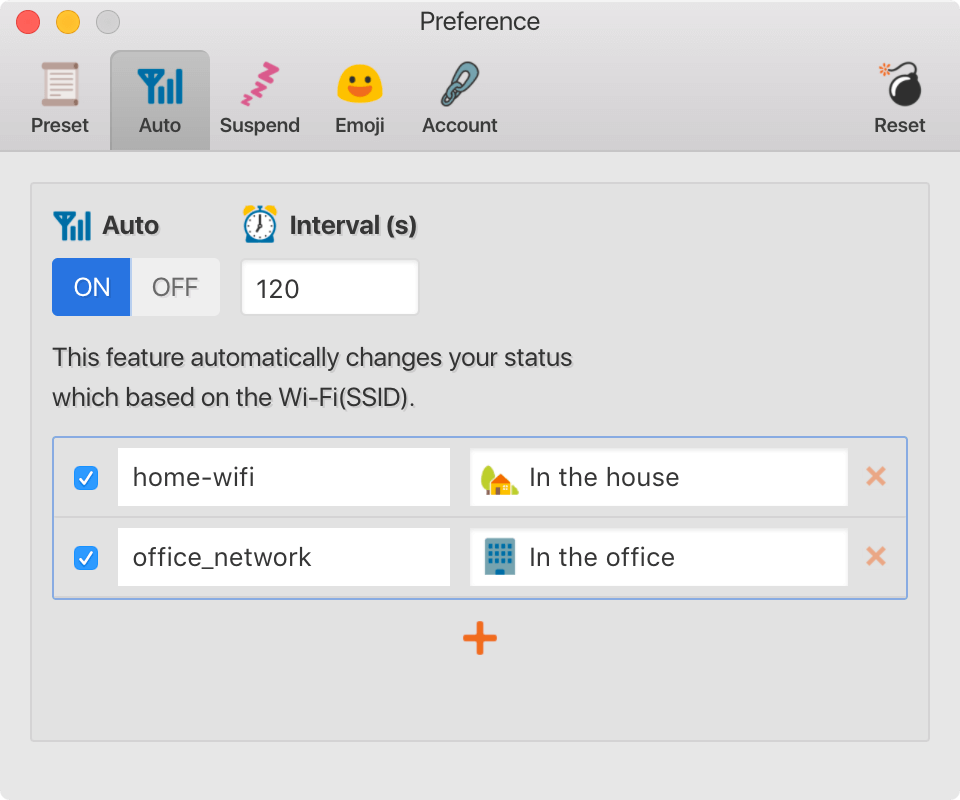 Preference
Preset
Auto
Suspend
Emoji
Account
Reset
Auto
Interval (s)
ON
OFF
120
This feature automatically changes your status
which based on the Wi-Fi(SSID).
home-wifi
In the house
office_network
In the office